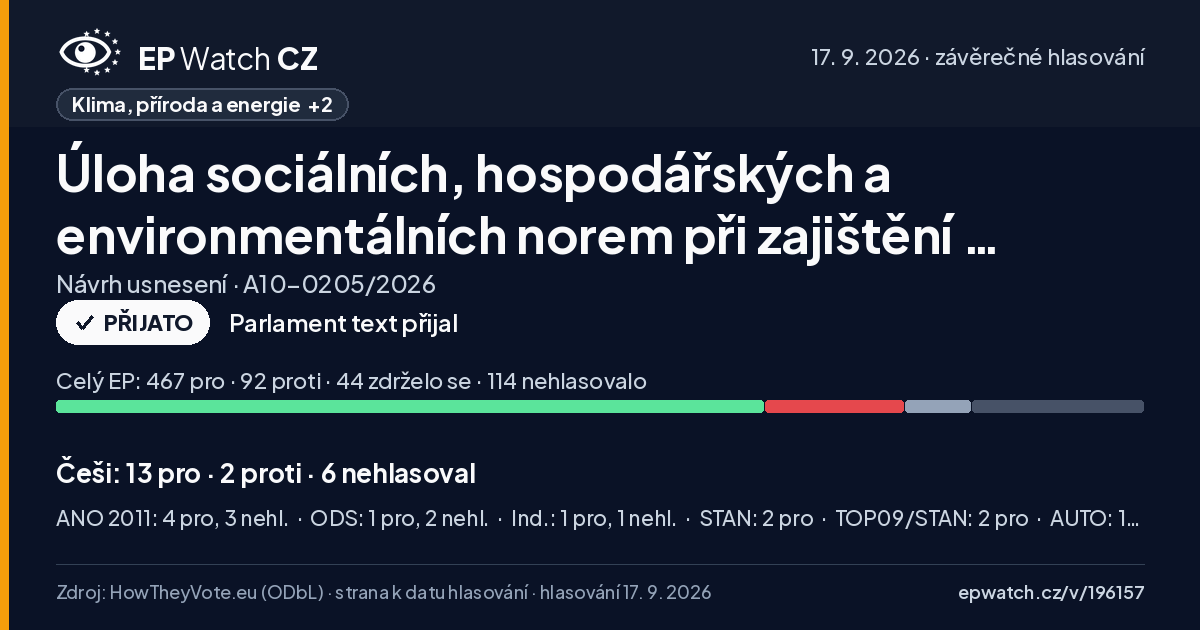 EP Watch CZ
17. 9. 2026 · závěrečné hlasování
Klima, příroda a energie +2
Úloha sociálních, hospodářských a
environmentálních norem při zajištění …
Návrh usnesení · A10–0205/2026
✓ PŘIJATO Parlament text přijal
Celý EP: 467 pro · 92 proti · 44 zdrželo se · 114 nehlasovalo
Češi: 13 pro · 2 proti · 6 nehlasoval
ANO 2011: 4 pro, 3 nehl. · ODS: 1 pro, 2 nehl. · Ind.: 1 pro, 1 nehl. · STAN: 2 pro · TOP09/STAN: 2 pro · AUTO: 1…
Zdroj: HowTheyVote.eu (ODbL) · strana k datu hlasování · hlasování 17. 9. 2026
epwatch.cz/v/196157